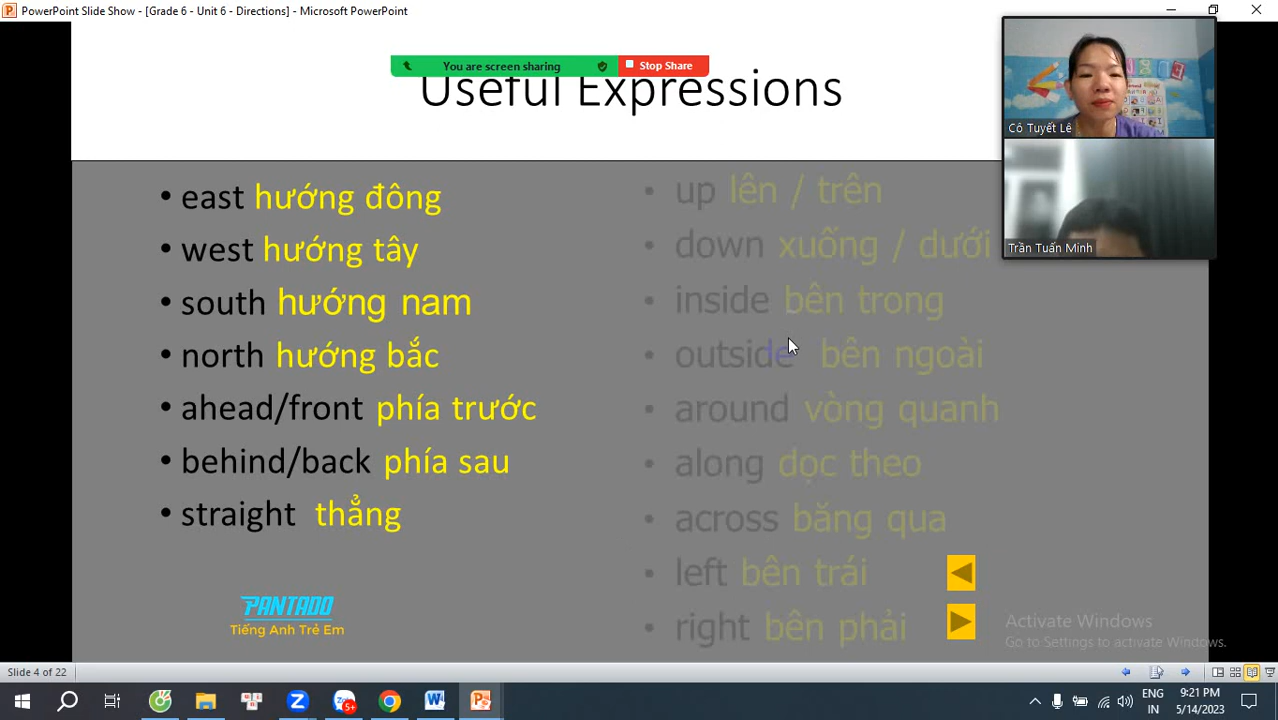 PowerPoint Slide Show - [Grade 6 - Unit 6 - Directions] - Microsoft PowerPoint
You are screen sharing
Stop Share
Useful Expressions
Cô Tuyết Lê
Trần Tuấn Minh
• east hướng đông
• west hướng tây
• south hướng nam
• north hướng bắc
• ahead/front phía trước
• behind/back phía sau
• straight thẳng
• up lên / trên
• down xuống / dưới
• inside bên trong
• outside bên ngoài
• around vòng quanh
• along dọc theo
• across băng qua
• left bên trái
• right bên phải
PANTADO
Tiếng Anh Trẻ Em
Activate Windows
Go to Settings to activate Windows.
Slide 4 of 22
5+
ENG
IN
9:21 PM
5/14/2023